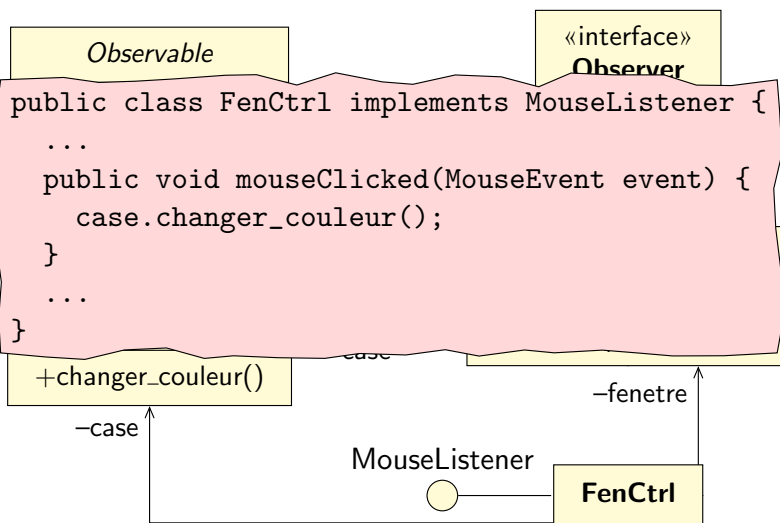 Observable
«interface»
Observer
public class FenCtrl implements MouseListener {
...
public void mouseClicked(MouseEvent event) {
case.changer_couleur();
}
...
}
case
+changer_couleur()
–fenetre
–case
MouseListener
FenCtrl